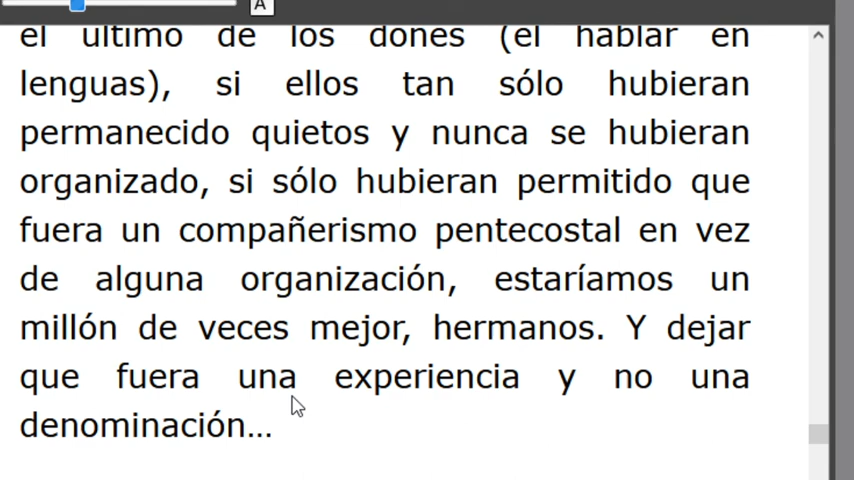 A
el último de los dones (el hablar en
lenguas), si ellos tan sólo hubieran
permanecido quietos y nunca se hubieran
organizado, si sólo hubieran permitido que
fuera un compañerismo pentecostal en vez
de alguna organización, estaríamos un
millón de veces mejor, hermanos. Y dejar
que fuera una experiencia y no una
denominación...